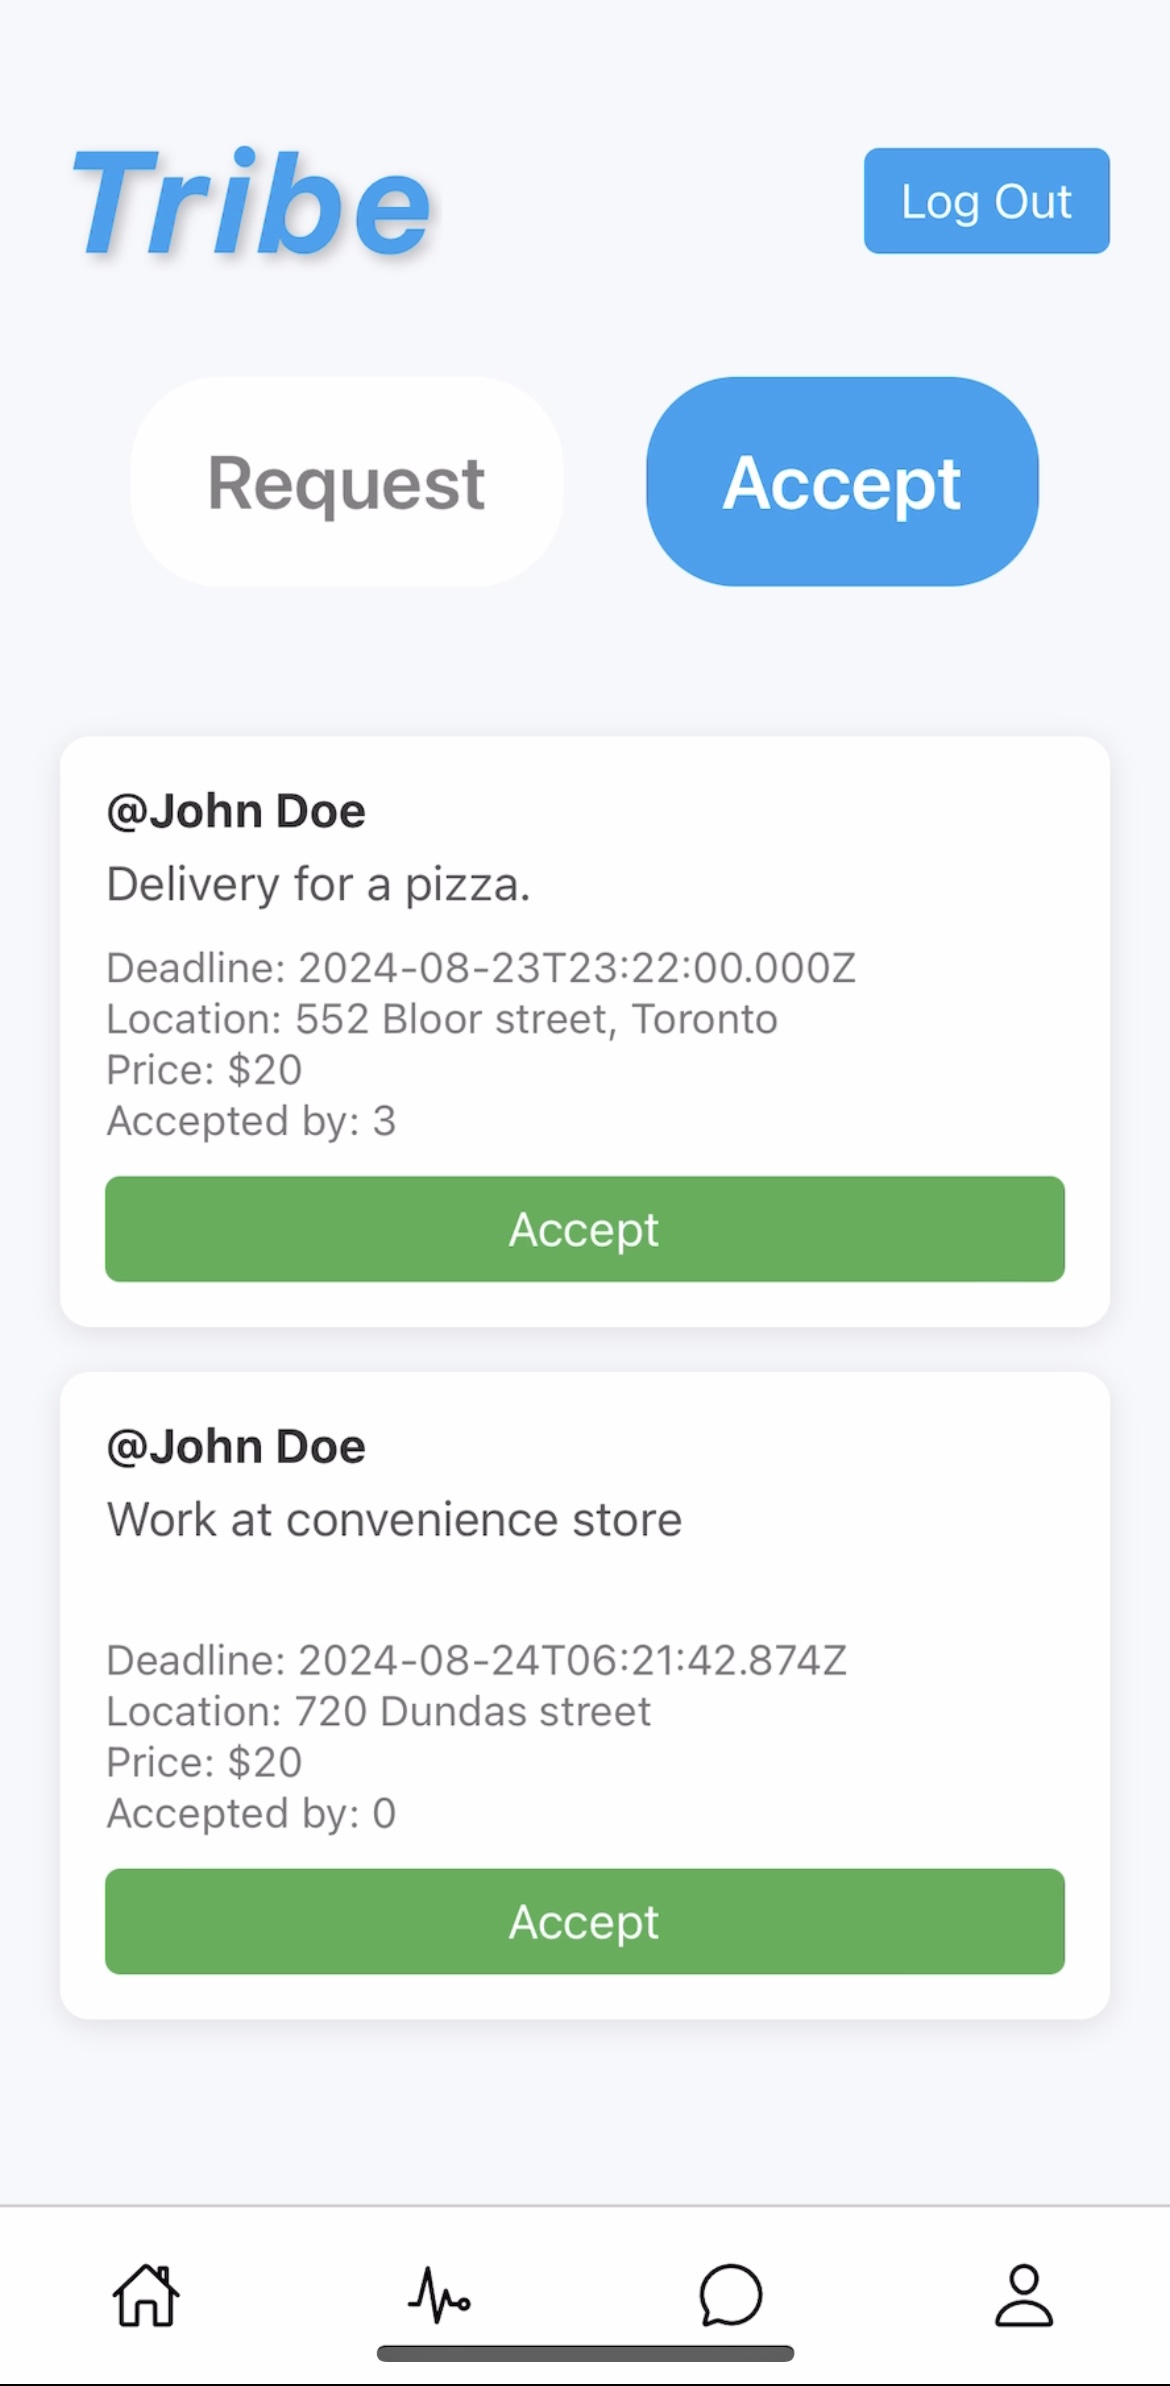 Tribe
Log Out
Request
Accept
@John Doe
Delivery for a pizza.
Deadline: 2024-08-23T23:22:00.000Z
Location: 552 Bloor street, Toronto
Price: $20
Accepted by: 3
Accept
@John Doe
Work at convenience store
Deadline: 2024-08-24T06:21:42.874Z
Location: 720 Dundas street
Price: $20
Accepted by: 0
Accept